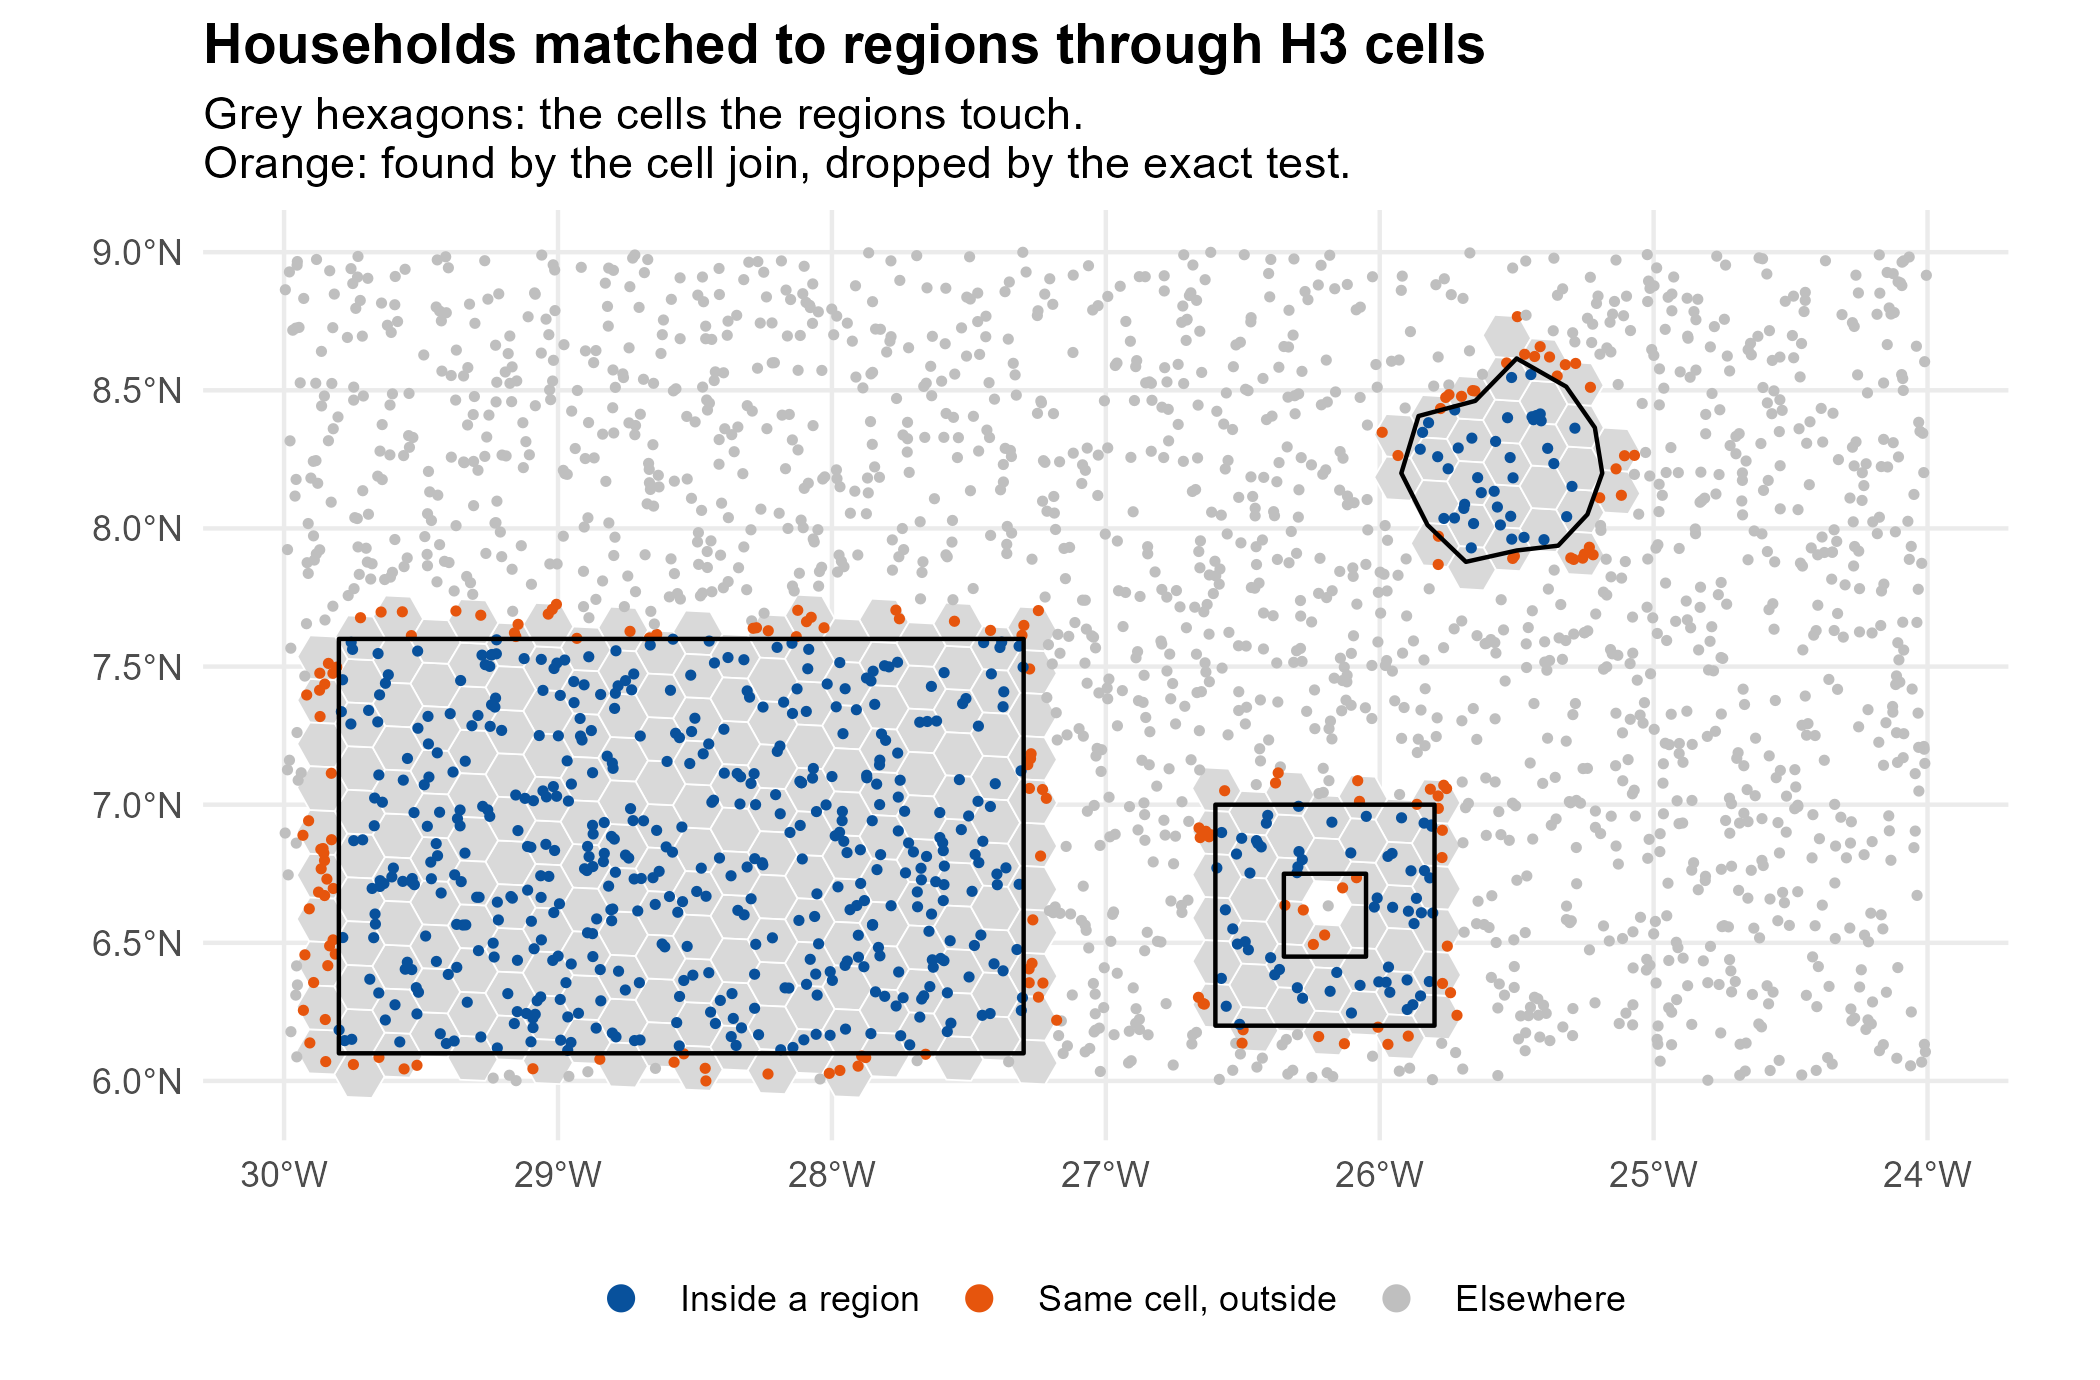 Households matched to regions through H3 cells
Grey hexagons: the cells the regions touch.
Orange: found by the cell join, dropped by the exact test.
9.0°N
8.5°N
8.0°N
7.5°N
7.0°N
6.5°N
6.0°N
30°W
29°W
28°W
27°W
26°W
25°W
24°W
Inside a region
Same cell, outside
Elsewhere